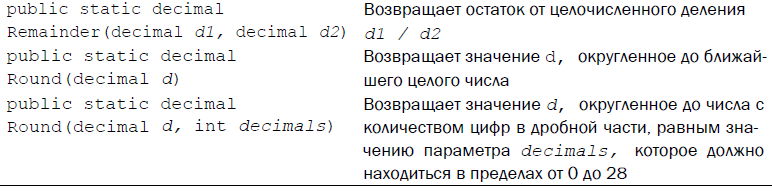 public static decimal Возвращает остаток от целочисленного деления
Remainder(decimal d1, decimal d2) d1 / d2
public static decimal Возвращает значение d, округленное до ближай-
Round(decimal d) шего целого числа
public static decimal Возвращает значение d, округленное до числа с
Round(decimal d, int decimals) количеством цифр в дробной части, равным зна-
чению параметра decimals, которое должно
находиться в пределах от 0 до 28